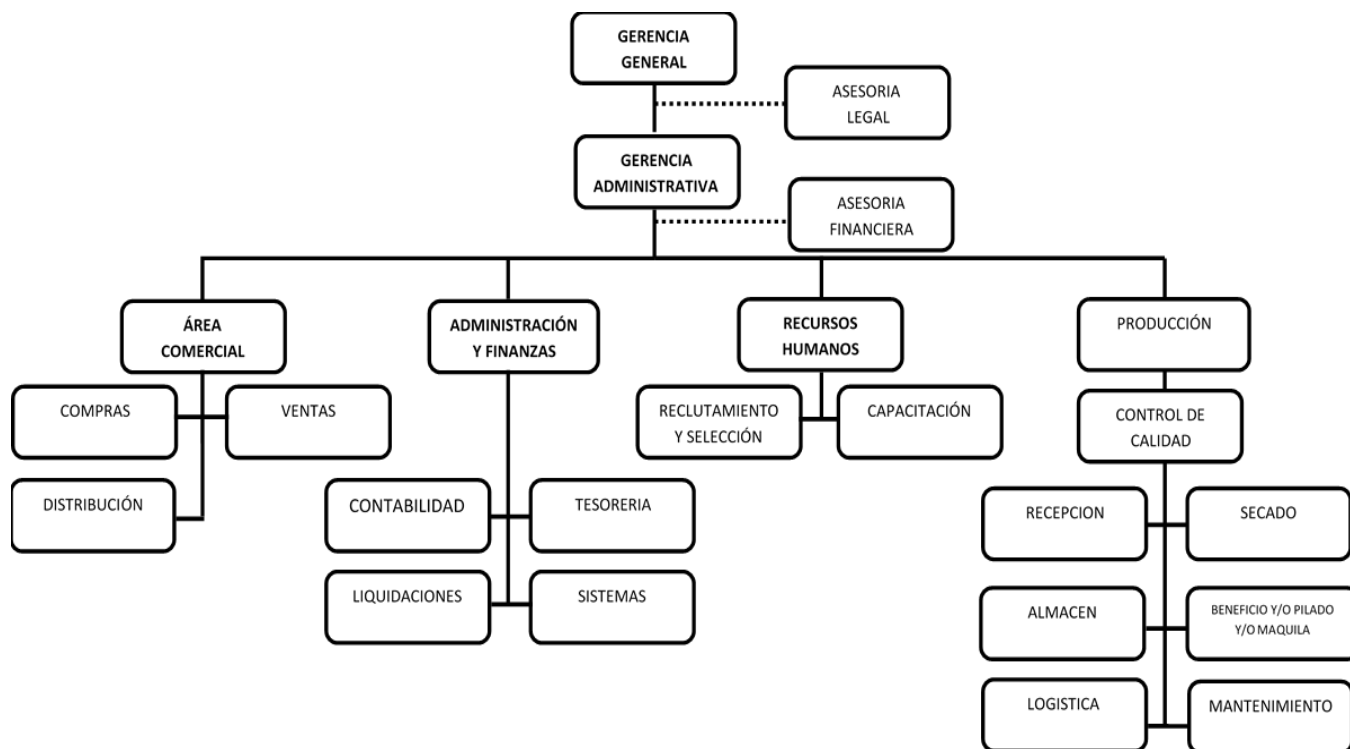 GERENCIA
GENERAL
ASESORIA
LEGAL
GERENCIA
ADMINISTRATIVA
ASESORIA
FINANCIERA
ÁREA
COMERCIAL
ADMINISTRACIÓN
Y FINANZAS
RECURSOS
HUMANOS
PRODUCCIÓN
COMPRAS
VENTAS
RECLUTAMIENTO
Y SELECCIÓN
CAPACITACIÓN
CONTROL DE
CALIDAD
DISTRIBUCIÓN
CONTABILIDAD
TESORERIA
RECEPCION
SECADO
LIQUIDACIONES
SISTEMAS
ALMACEN
BENEFICIO Y/O PILADO
Y/O MAQUILA
LOGISTICA
MANTENIMIENTO